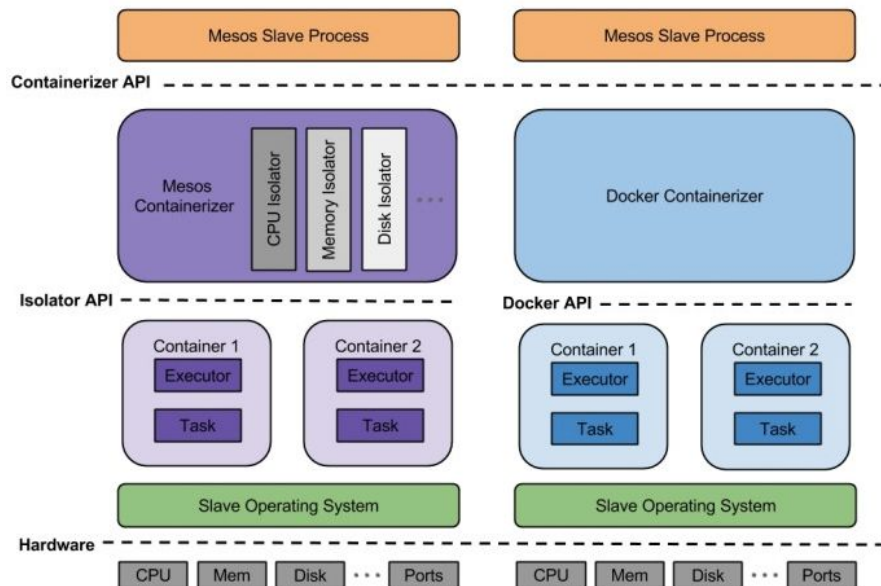 Mesos Slave Process
Mesos Slave Process
Containerizer API
Mesos
Containerizer
CPU Isolator
Memory Isolator
Disk Isolator
Docker Containerizer
Isolator API
Docker API
Container 1
Container 2
Container 1
Container 2
Executor
Executor
Executor
Executor
Task
Task
Task
Task
Slave Operating System
Slave Operating System
Hardware
CPU
Mem
Disk
Ports
CPU
Mem
Disk
Ports